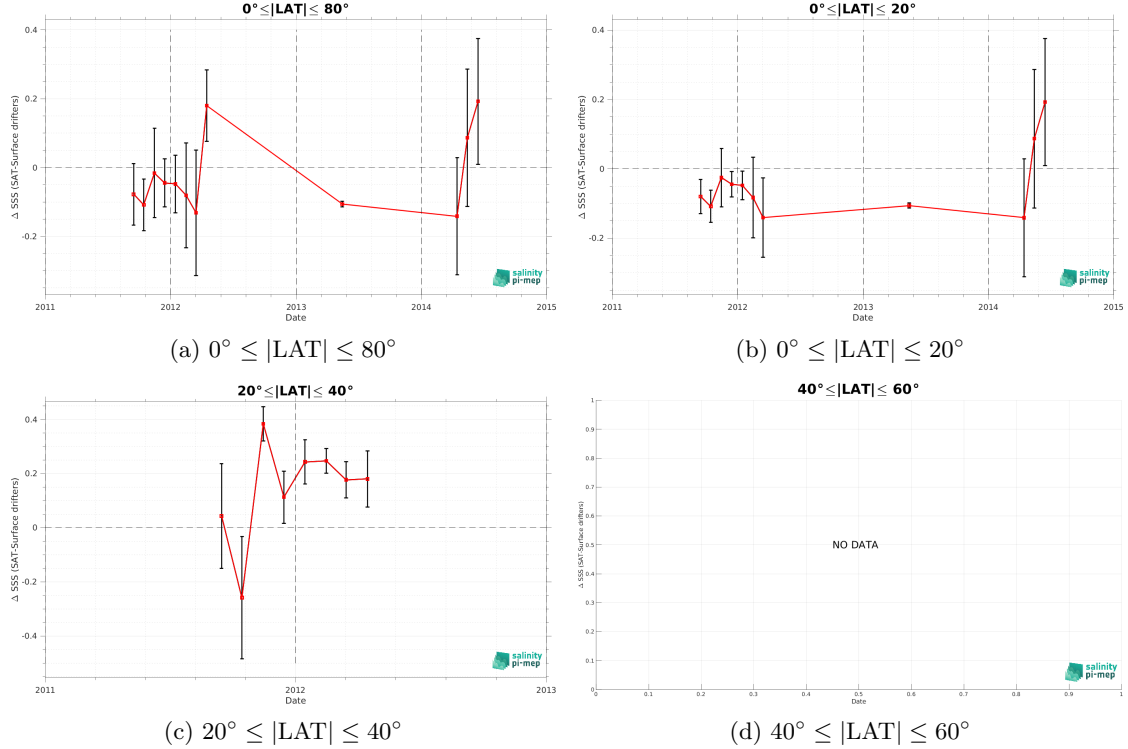 0°≤|LAT|≤ 80°
Δ SSS (SAT-Surface drifters)
0.4
0.2
0
-0.2
2011
2012
2013
2014
2015
Date
salinity
pi-mep
(a) 0° ≤ |LAT| ≤ 80°
0°≤|LAT|≤ 20°
Δ SSS (SAT-Surface drifters)
0.4
0.2
0
-0.2
2011
2012
2013
2014
2015
Date
salinity
pi-mep
(b) 0° ≤ |LAT| ≤ 20°
20°≤|LAT|≤ 40°
Δ SSS (SAT-Surface drifters)
0.4
0.2
0
-0.2
-0.4
2011
2012
2013
Date
salinity
pi-mep
(c) 20° ≤ |LAT| ≤ 40°
40°≤|LAT|≤ 60°
Δ SSS (SAT-Surface drifters)
1
0.9
0.8
0.7
0.6
0.5
0.4
0.3
0.2
0.1
0
NO DATA
0
0.1
0.2
0.3
0.4
0.5
0.6
0.7
0.8
0.9
1
Date
salinity
pi-mep
(d) 40° ≤ |LAT| ≤ 60°